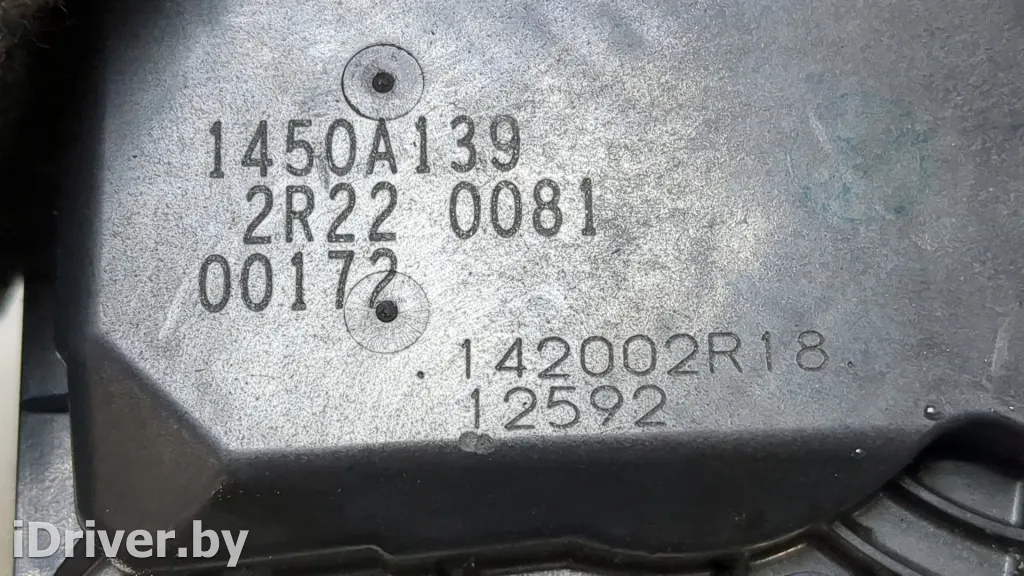 1450A139
2R22 0081
00172
.142002R18.
12592
iDriver.by